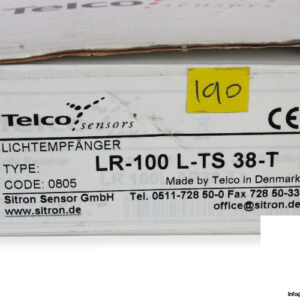 Telco
sensors
190
CE
LICHTEMPFÄNGER
TYPE: LR-100 L-TS 38-T
CODE: 0805
Made by Telco in Denmark
Sitron Sensor GmbH
Tel. 0511-728 50-0 Fax 728 50-33
www.sitron.de
office@sitron.de